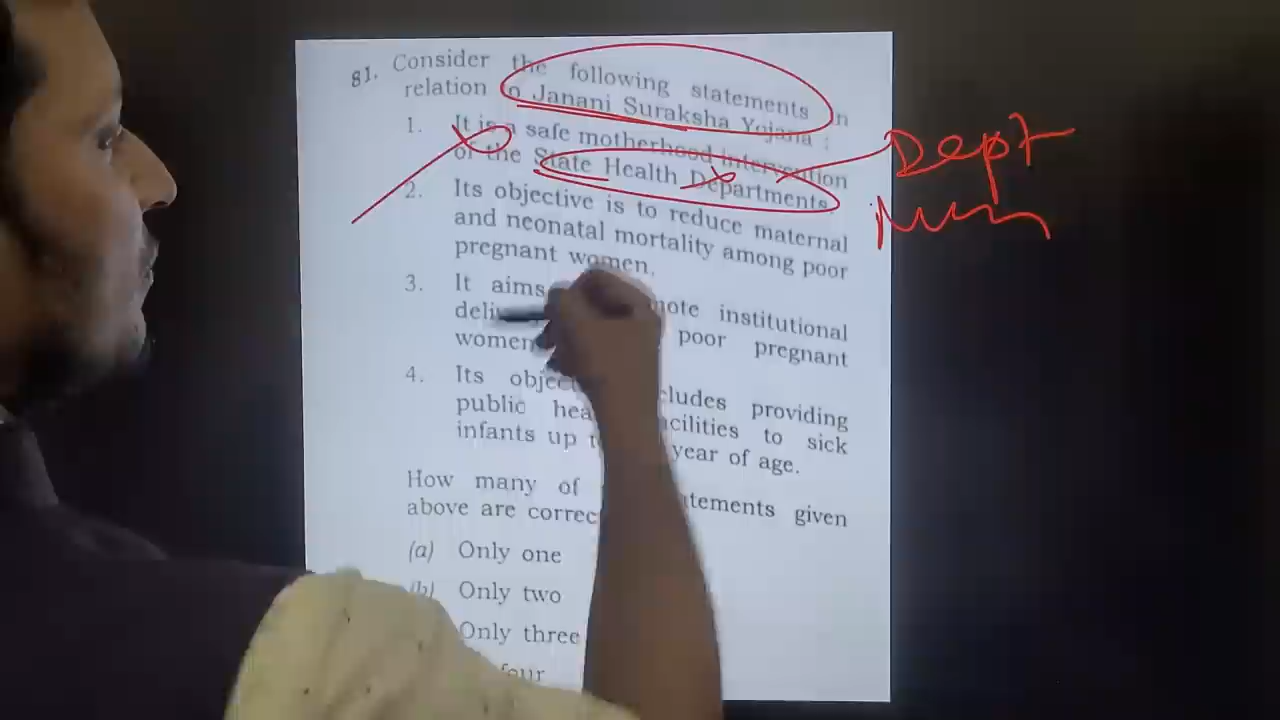 81. Consider the following statements in
relation to Janani Suraksha Yojana :
1. It is a safe motherhood intervention
of the State Health Departments.
2. Its objective is to reduce maternal
and neonatal mortality among poor
pregnant women.
3. It aims mote institutional
deli
women poor pregnant
4. Its objec cludes providing
public hea acilities to sick
infants up t year of age.
How many of tements given
above are correc
(a) Only one
(b) Only two
Only three
four
Dept